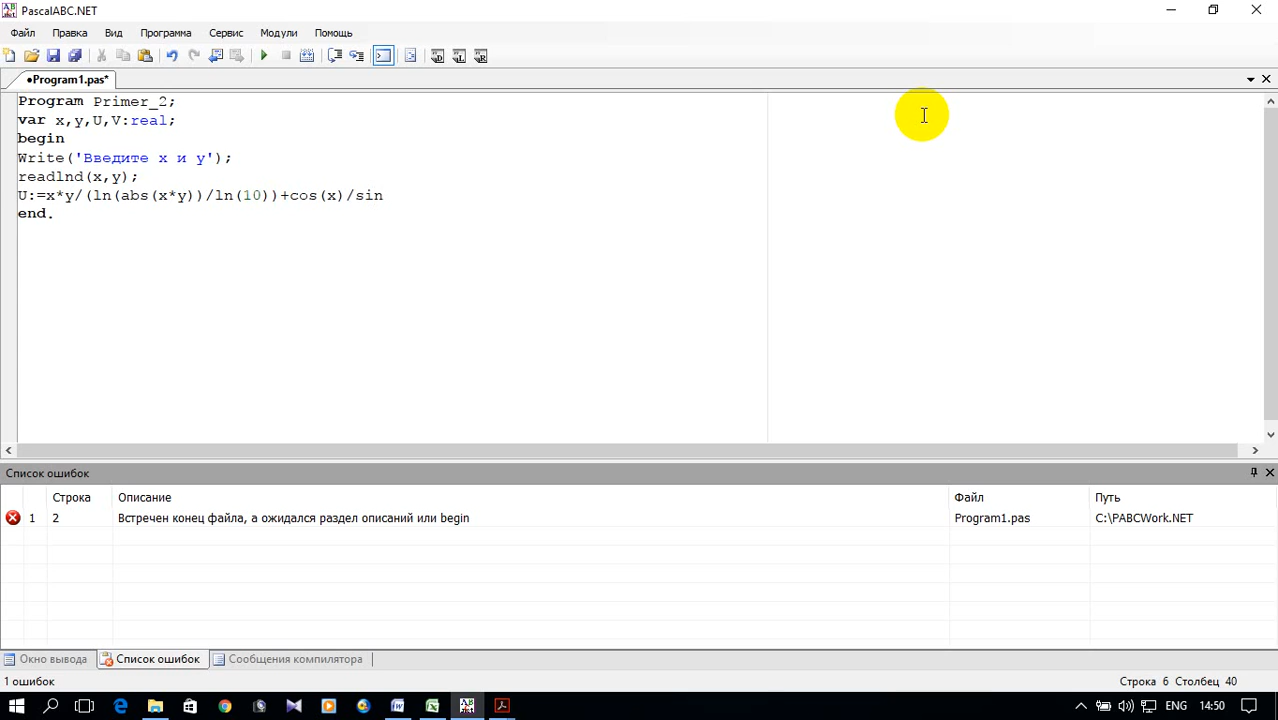 PascalABC.NET
Файл Правка Вид Программа Сервис Модули Помощь
•Program1.pas*
Program Primer_2;
var x,y,U,V:real;
begin
Write('Введите x и y');
readlnd(x,y);
U:=x*y/(ln(abs(x*y))/ln(10))+cos(x)/sin
end.
Список ошибок
Строка Описание Файл Путь
1 2 Встречен конец файла, а ожидался раздел описаний или begin Program1.pas C:\PABCWork.NET
Окно вывода Список ошибок Сообщения компилятора
1 ошибок Строка 6 Столбец 40
ENG 14:50